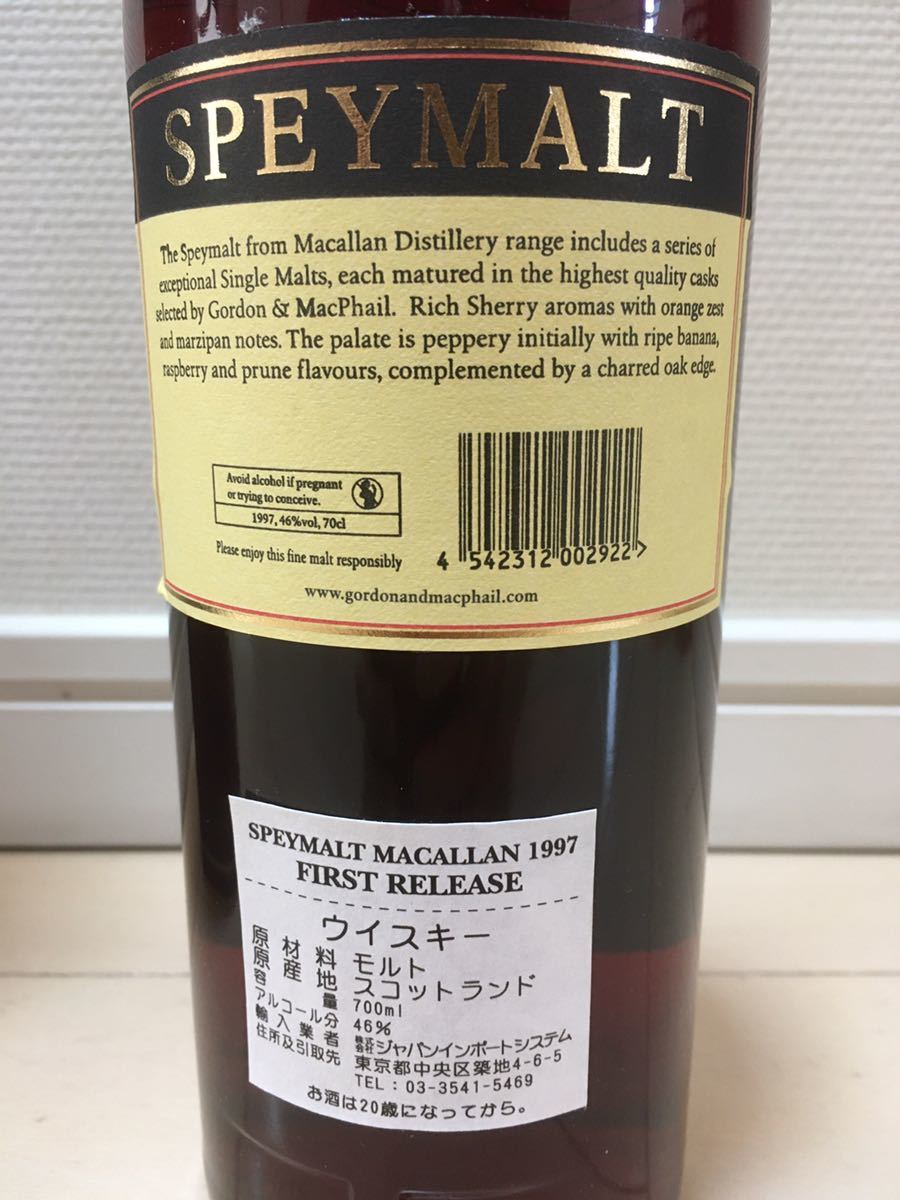 SPEYMALT
The Speymalt from Macallan Distillery range includes a series of
exceptional Single Malts, each matured in the highest quality casks
selected by Gordon & MacPhail. Rich Sherry aromas with orange zest
and marzipan notes. The palate is peppery initially with ripe banana,
raspberry and prune flavours, complemented by a charred oak edge.
Avoid alcohol if pregnant
or trying to conceive.
1997, 46%vol, 70cl
Please enjoy this fine malt responsibly
4 542312 002922 >
www.gordonandmacphail.com
SPEYMALT MACALLAN 1997
FIRST RELEASE
ウイスキー
原材料 モルト
原産地 スコットランド
容量 700ml
アルコール分 46%
輸入業者 株式会社ジャパンインポートシステム
住所及引取先 東京都中央区築地4-6-5
TEL：03-3541-5469
お酒は20歳になってから。